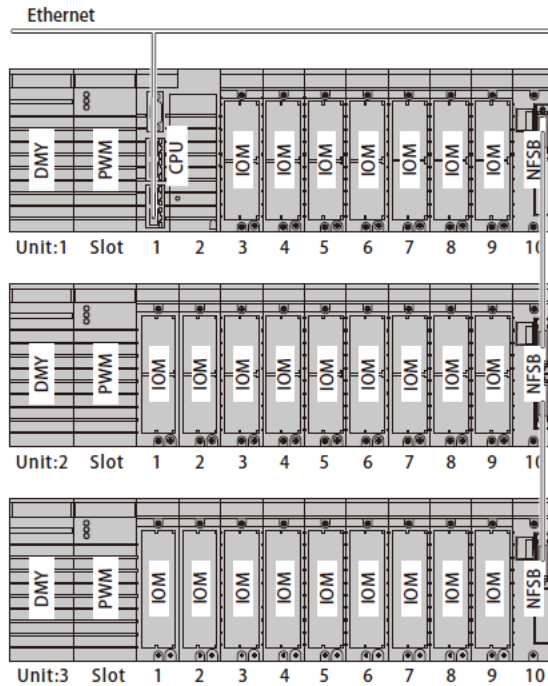 Ethernet
DMY PWM CPU IOM IOM IOM IOM IOM IOM IOM NFSB
Unit:1 Slot 1 2 3 4 5 6 7 8 9 10
DMY PWM IOM IOM IOM IOM IOM IOM IOM IOM IOM NFSB
Unit:2 Slot 1 2 3 4 5 6 7 8 9 10
DMY PWM IOM IOM IOM IOM IOM IOM IOM IOM IOM NFSB
Unit:3 Slot 1 2 3 4 5 6 7 8 9 10